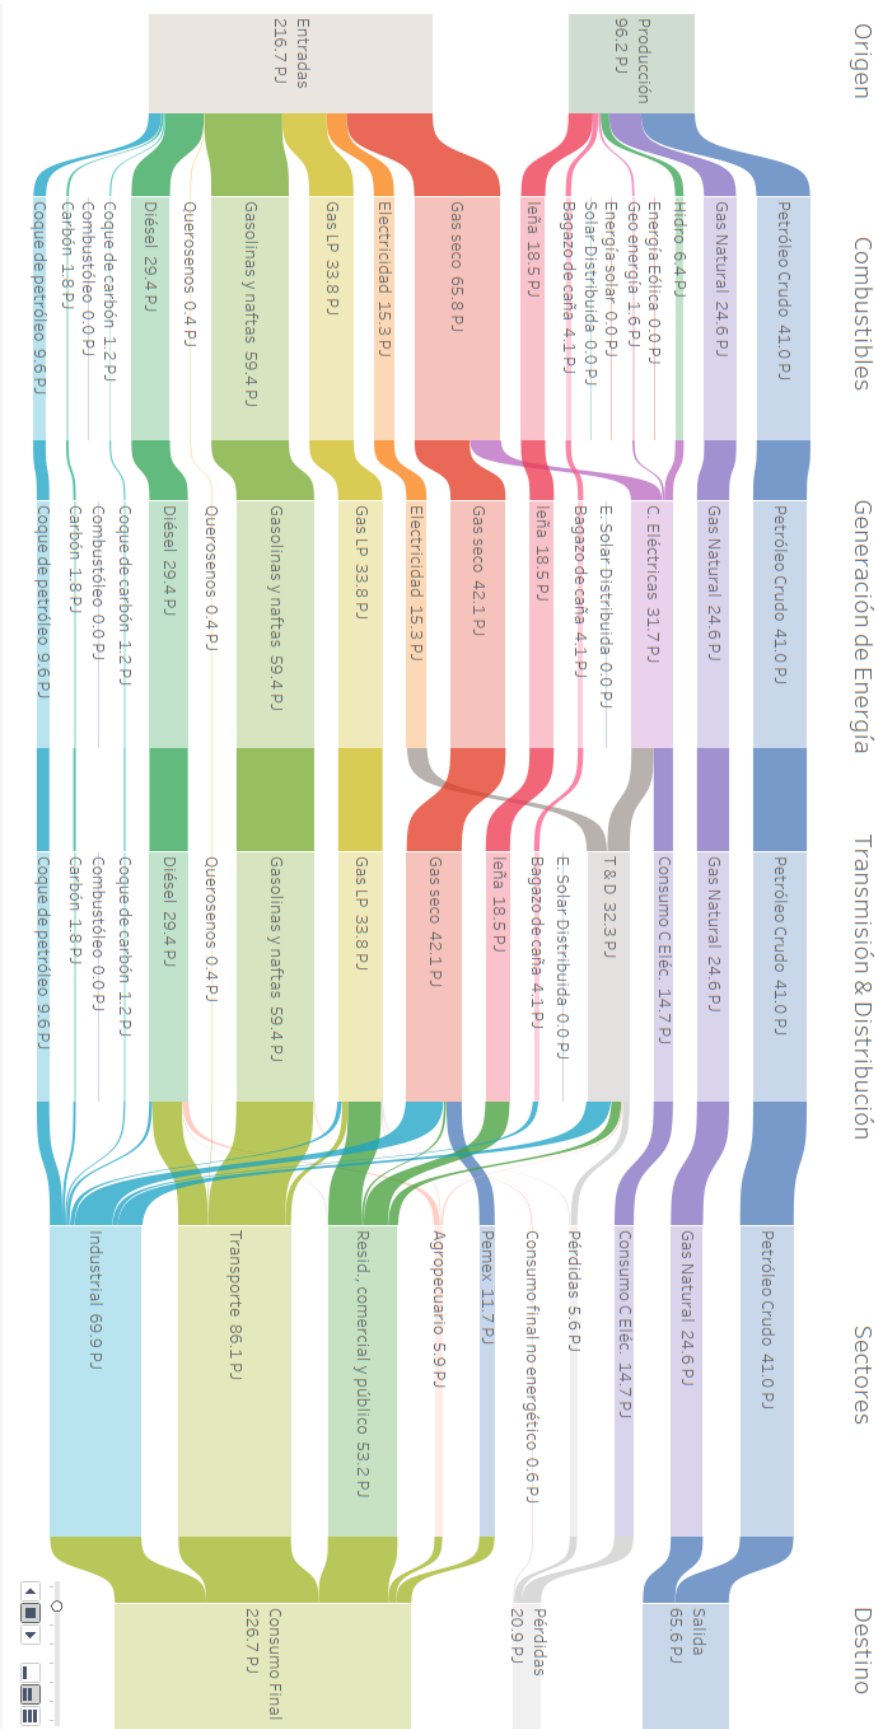 Origen
Combustibles
Generación de Energía
Transmisión & Distribución
Sectores
Destino
Producción
96.2 PJ
Entradas
216.7 PJ
Petróleo Crudo 41.0 PJ
Gas Natural 24.6 PJ
Hidro 6.4 PJ
Energía Eólica 0.0 PJ
Geo energía 1.6 PJ
Energía solar 0.0 PJ
Solar Distribuida 0.0 PJ
Bagazo de caña 4.1 PJ
leña 18.5 PJ
Gas seco 65.8 PJ
Electricidad 15.3 PJ
Gas LP 33.8 PJ
Gasolinas y naftas 59.4 PJ
Querosenos 0.4 PJ
Diésel 29.4 PJ
Coque de carbón 1.2 PJ
Combustóleo 0.0 PJ
Carbón 1.8 PJ
Coque de petróleo 9.6 PJ
Petróleo Crudo 41.0 PJ
Gas Natural 24.6 PJ
C. Eléctricas 31.7 PJ
E. Solar Distribuida 0.0 PJ
Bagazo de caña 4.1 PJ
leña 18.5 PJ
Gas seco 42.1 PJ
Electricidad 15.3 PJ
Gas LP 33.8 PJ
Gasolinas y naftas 59.4 PJ
Querosenos 0.4 PJ
Diésel 29.4 PJ
Coque de carbón 1.2 PJ
Combustóleo 0.0 PJ
Carbón 1.8 PJ
Coque de petróleo 9.6 PJ
Petróleo Crudo 41.0 PJ
Gas Natural 24.6 PJ
Consumo C Eléc. 14.7 PJ
T & D 32.3 PJ
E. Solar Distribuida 0.0 PJ
Bagazo de caña 4.1 PJ
leña 18.5 PJ
Gas seco 42.1 PJ
Gas LP 33.8 PJ
Gasolinas y naftas 59.4 PJ
Querosenos 0.4 PJ
Diésel 29.4 PJ
Coque de carbón 1.2 PJ
Combustóleo 0.0 PJ
Carbón 1.8 PJ
Coque de petróleo 9.6 PJ
Petróleo Crudo 41.0 PJ
Gas Natural 24.6 PJ
Consumo C Eléc. 14.7 PJ
Pérdidas 5.6 PJ
Consumo final no energético 0.6 PJ
Pemex 11.7 PJ
Agropecuario 5.9 PJ
Resid., comercial y público 53.2 PJ
Transporte 86.1 PJ
Industrial 69.9 PJ
Salida
65.6 PJ
Pérdidas
20.9 PJ
Consumo Final
226.7 PJ